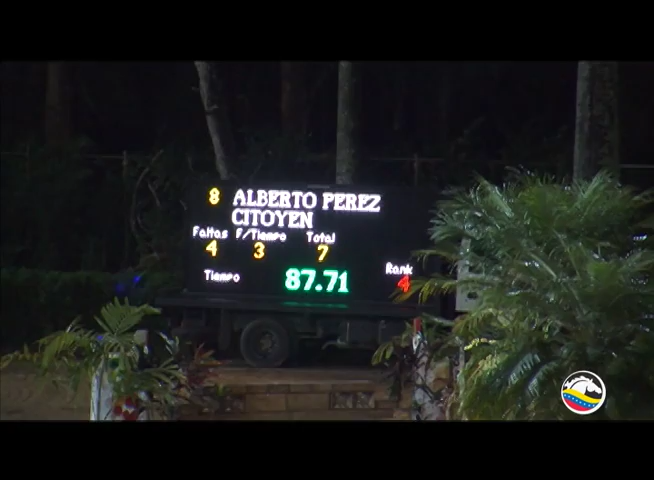 8 ALBERTO PEREZ
CITOYEN
Faltas F/Tiempo Total
4 3 7
Tiempo 87.71 Rank
4